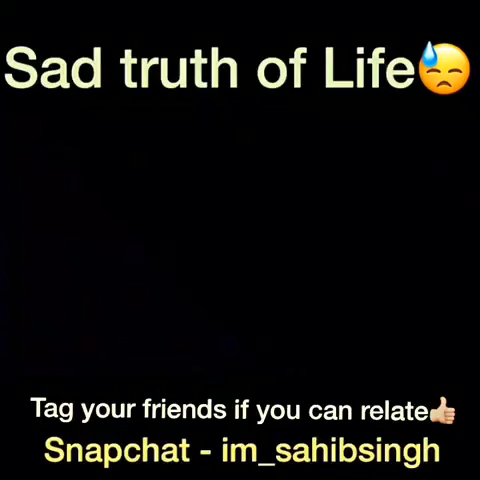 Sad truth of Life😓
Tag your friends if you can relate👍🏼
Snapchat - im_sahibsingh